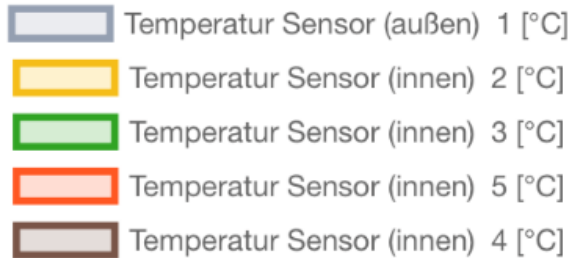 Temperatur Sensor (außen) 1 [°C]
Temperatur Sensor (innen) 2 [°C]
Temperatur Sensor (innen) 3 [°C]
Temperatur Sensor (innen) 5 [°C]
Temperatur Sensor (innen) 4 [°C]